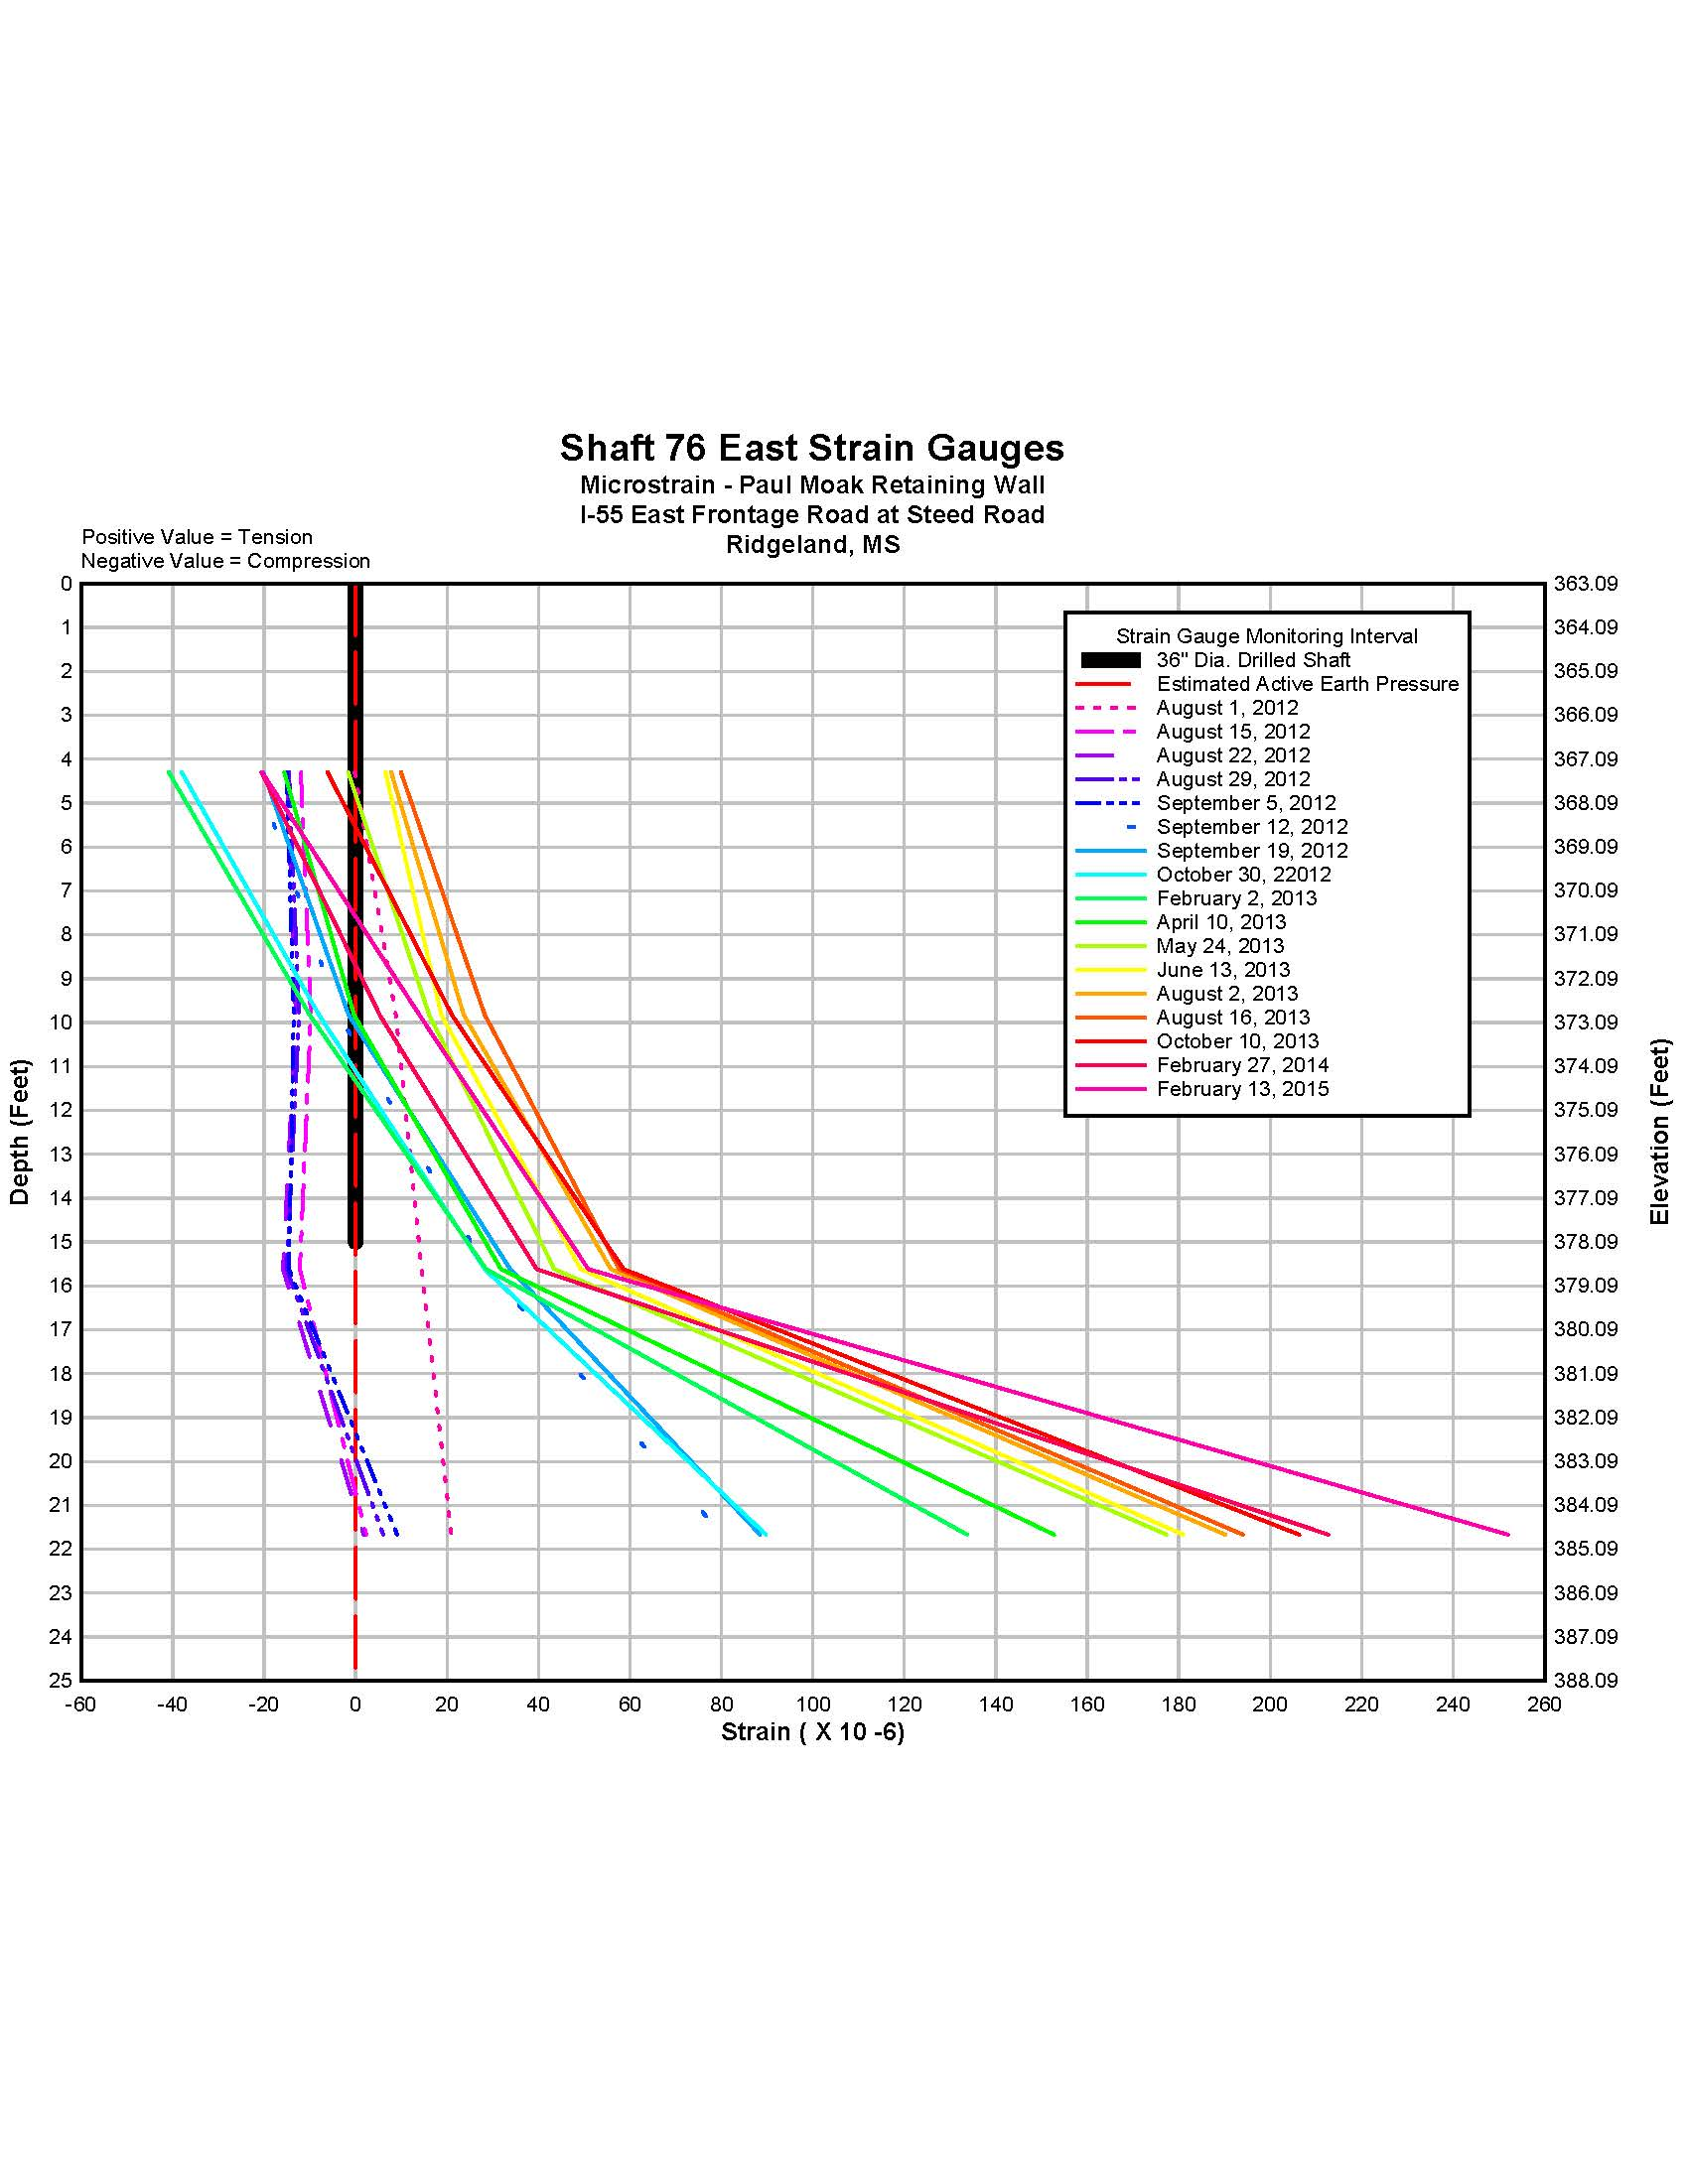 Shaft 76 East Strain Gauges
Microstrain - Paul Moak Retaining Wall
I-55 East Frontage Road at Steed Road
Ridgeland, MS
Positive Value = Tension
Negative Value = Compression
0
1
2
3
4
5
6
7
8
9
10
11
12
13
14
15
16
17
18
19
20
21
22
23
24
25
Depth (Feet)
Strain Gauge Monitoring Interval
36" Dia. Drilled Shaft
Estimated Active Earth Pressure
August 1, 2012
August 15, 2012
August 22, 2012
August 29, 2012
September 5, 2012
September 12, 2012
September 19, 2012
October 30, 22012
February 2, 2013
April 10, 2013
May 24, 2013
June 13, 2013
August 2, 2013
August 16, 2013
October 10, 2013
February 27, 2014
February 13, 2015
363.09
364.09
365.09
366.09
367.09
368.09
369.09
370.09
371.09
372.09
373.09
374.09
375.09
376.09
377.09
378.09
379.09
380.09
381.09
382.09
383.09
384.09
385.09
386.09
387.09
388.09
Elevation (Feet)
-60 -40 -20 0 20 40 60 80 100 120 140 160 180 200 220 240 260
Strain ( X 10 -6)